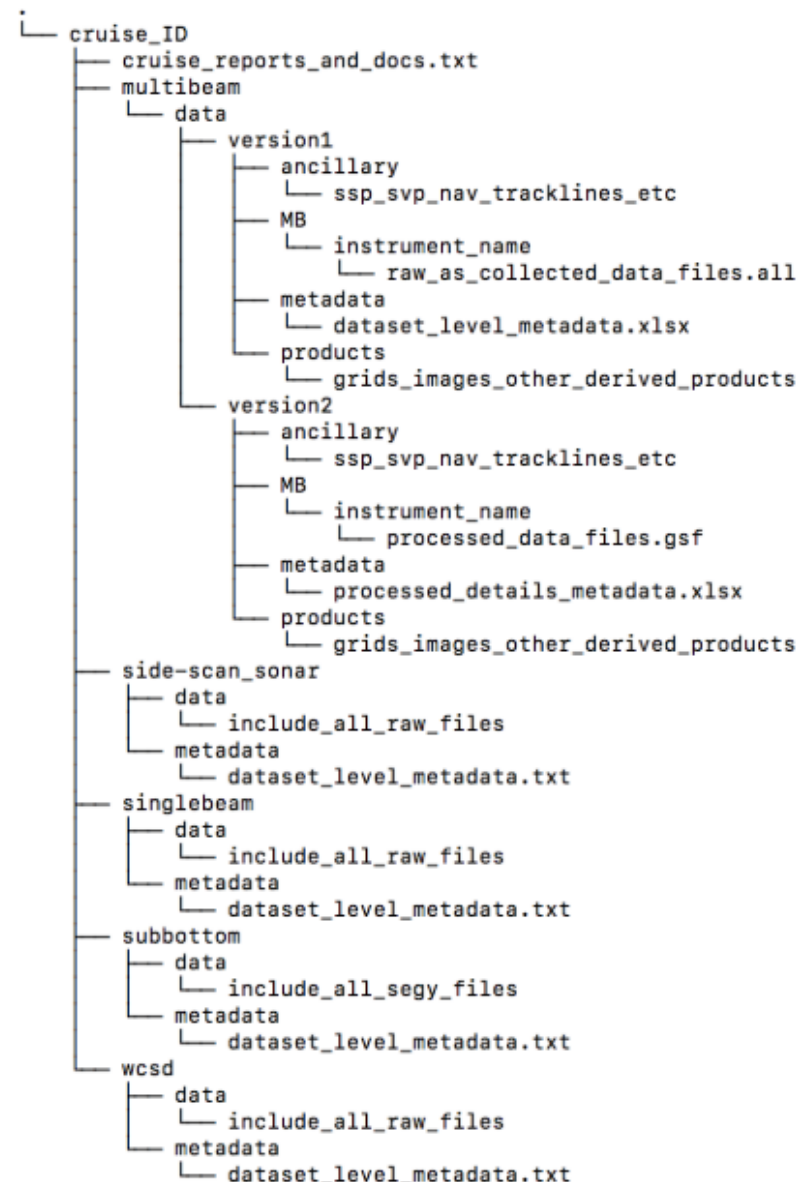 .
└── cruise_ID
    ├── cruise_reports_and_docs.txt
    ├── multibeam
    │   └── data
    │       ├── version1
    │       │   ├── ancillary
    │       │   │   └── ssp_svp_nav_tracklines_etc
    │       │   ├── MB
    │       │   │   └── instrument_name
    │       │   │       └── raw_as_collected_data_files.all
    │       │   ├── metadata
    │       │   │   └── dataset_level_metadata.xlsx
    │       │   └── products
    │       │       └── grids_images_other_derived_products
    │       └── version2
    │           ├── ancillary
    │           │   └── ssp_svp_nav_tracklines_etc
    │           ├── MB
    │           │   └── instrument_name
    │           │       └── processed_data_files.gsf
    │           ├── metadata
    │           │   └── processed_details_metadata.xlsx
    │           └── products
    │               └── grids_images_other_derived_products
    ├── side-scan_sonar
    │   ├── data
    │   │   └── include_all_raw_files
    │   └── metadata
    │       └── dataset_level_metadata.txt
    ├── singlebeam
    │   ├── data
    │   │   └── include_all_raw_files
    │   └── metadata
    │       └── dataset_level_metadata.txt
    ├── subbottom
    │   ├── data
    │   │   └── include_all_segy_files
    │   └── metadata
    │       └── dataset_level_metadata.txt
    └── wcsd
        ├── data
        │   └── include_all_raw_files
        └── metadata
            └── dataset_level_metadata.txt